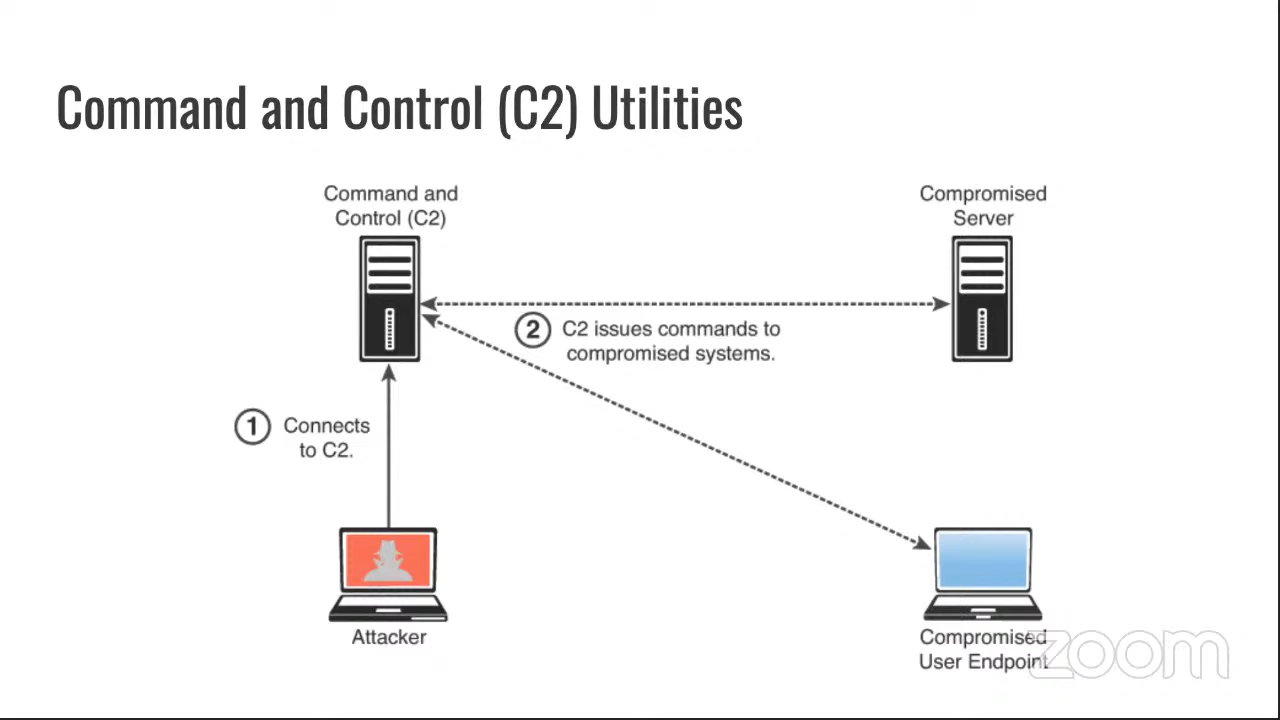 Command and Control (C2) Utilities
Command and
Control (C2)
Compromised
Server
2
C2 issues commands to
compromised systems.
1
Connects
to C2.
Attacker
Compromised
User Endpoint
zoom